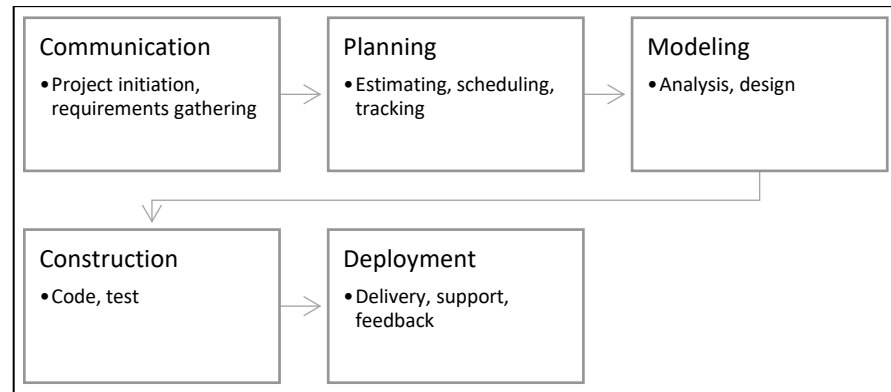 Communication
•Project initiation,
requirements gathering
Planning
•Estimating, scheduling,
tracking
Modeling
•Analysis, design
Construction
•Code, test
Deployment
•Delivery, support,
feedback